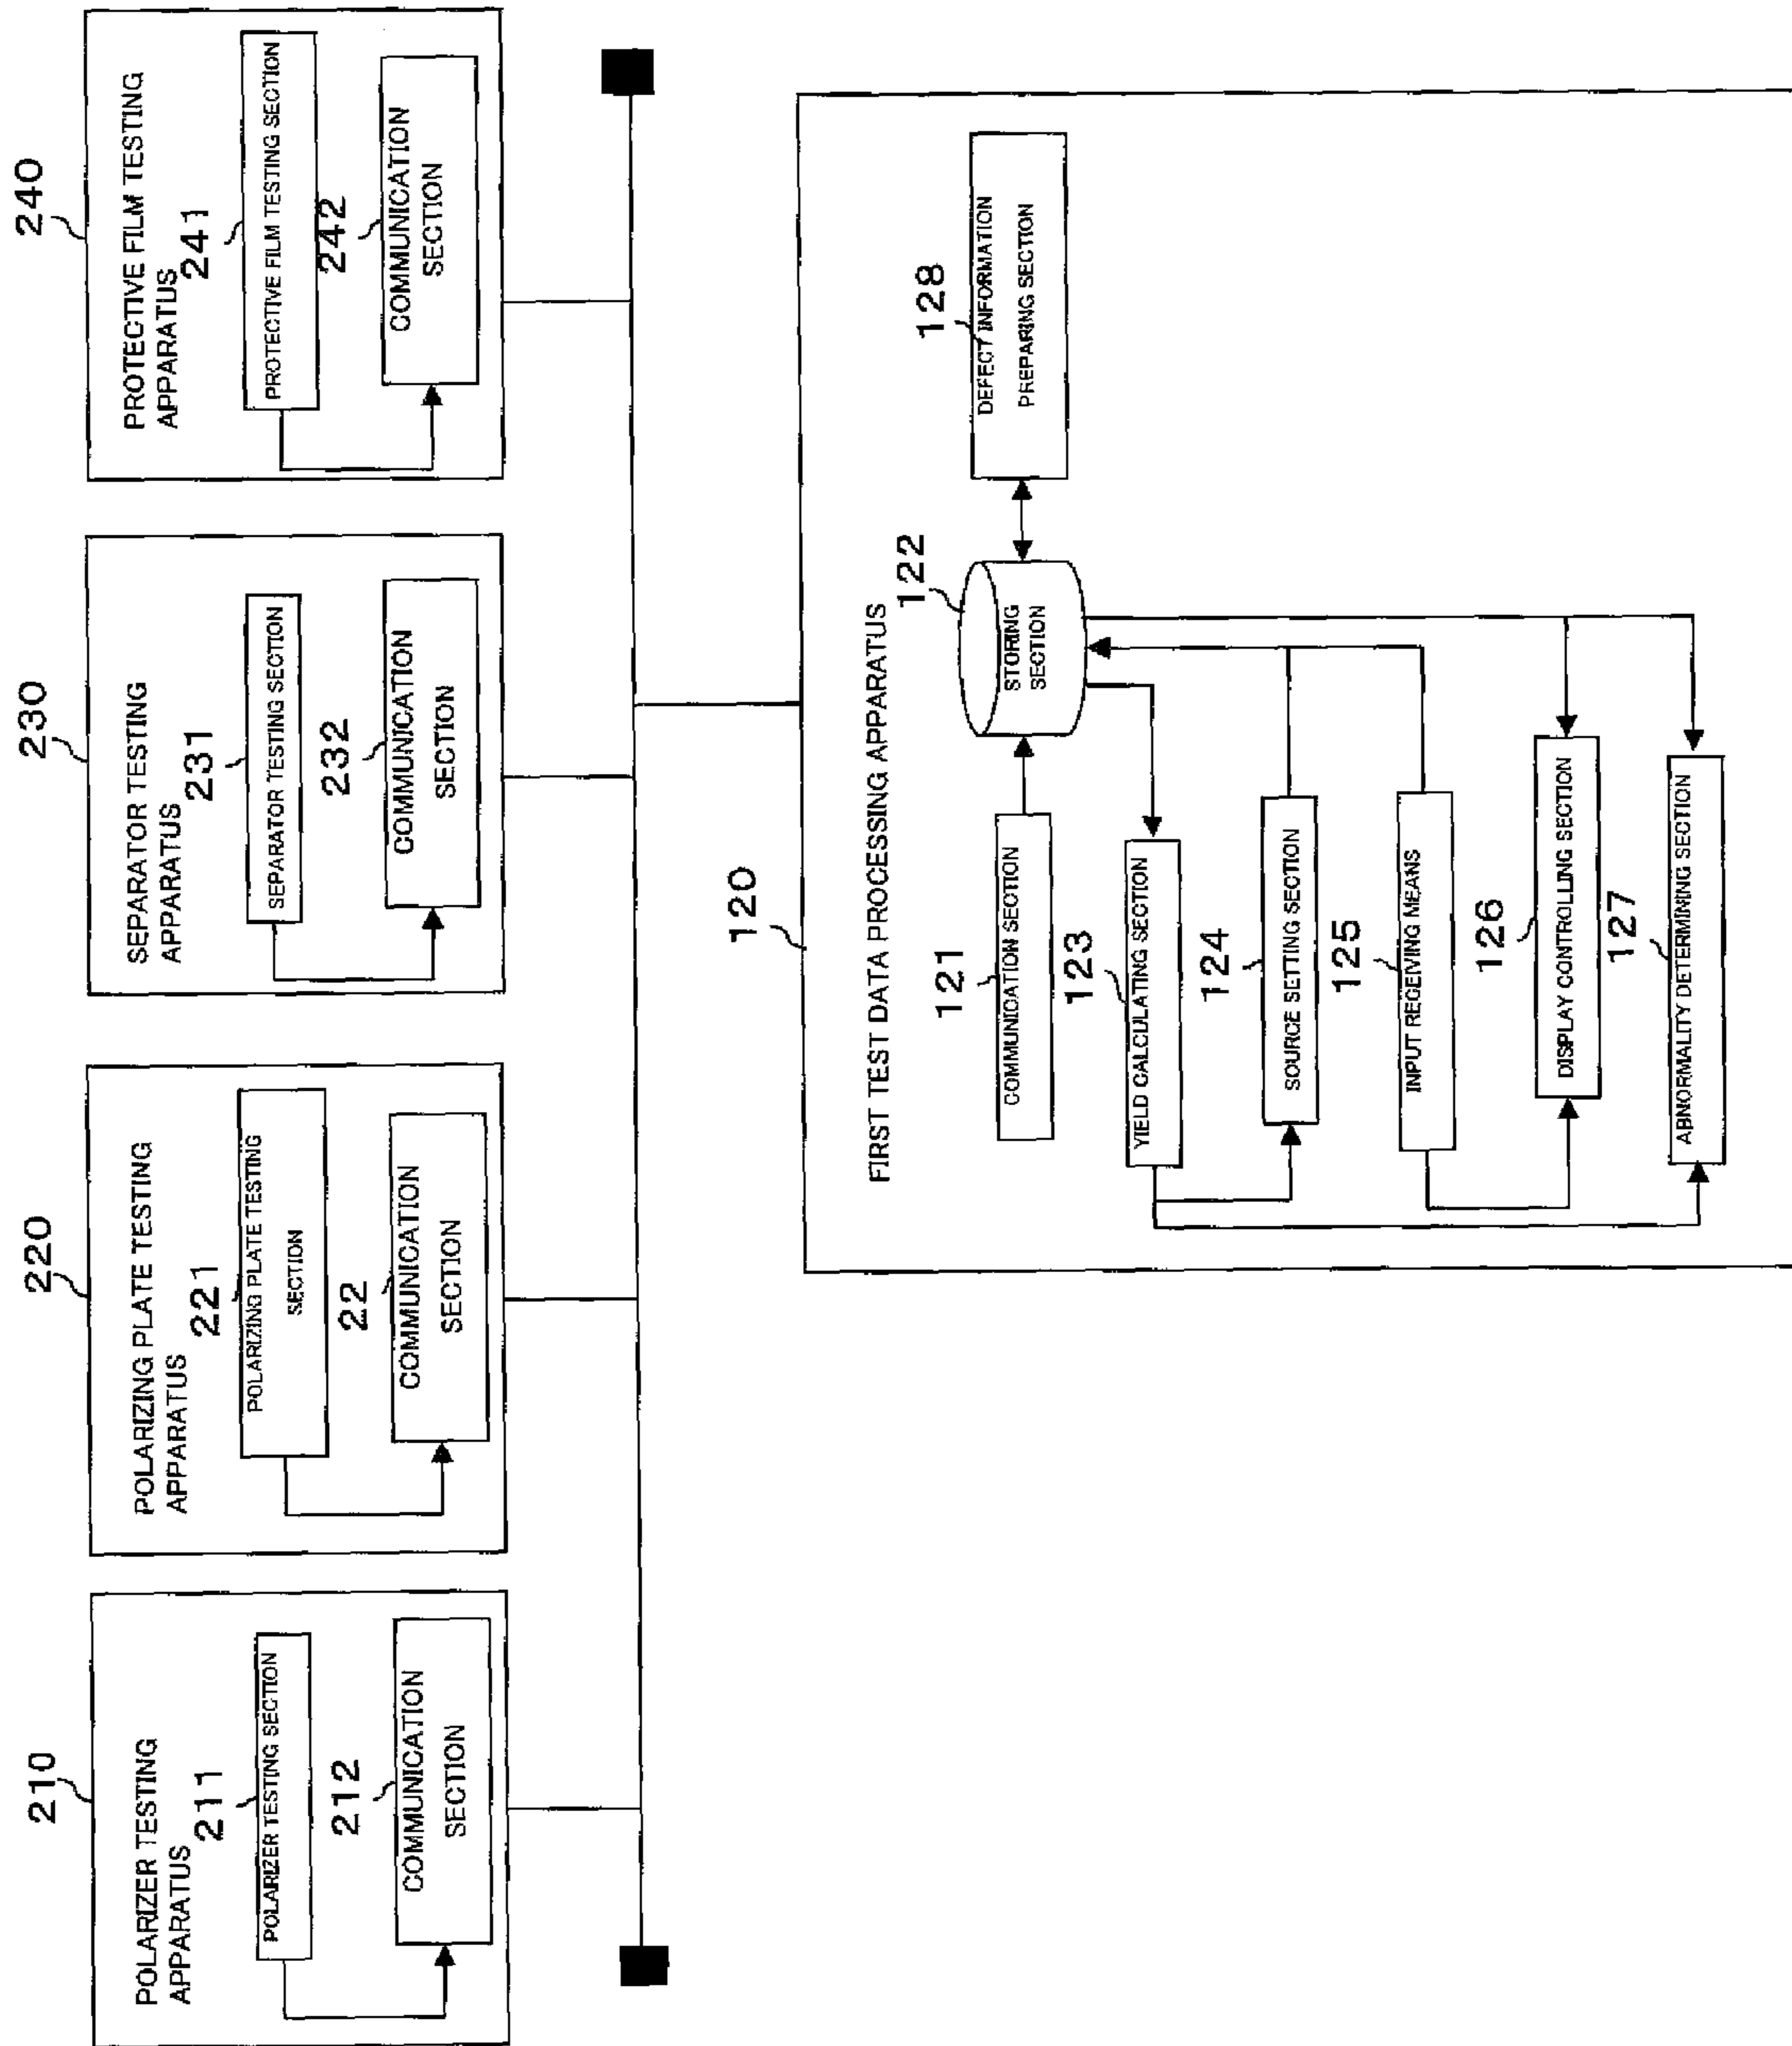 210
POLARIZER TESTING
APPARATUS
211
POLARIZER TESTING SECTION
212
COMMUNICATION
SECTION
220
POLARIZING PLATE TESTING
APPARATUS
221
POLARIZING PLATE TESTING
SECTION
22
COMMUNICATION
SECTION
230
SEPARATOR TESTING
APPARATUS
231
SEPARATOR TESTING SECTION
232
COMMUNICATION
SECTION
240
PROTECTIVE FILM TESTING
APPARATUS
241
PROTECTIVE FILM TESTING SECTION
242
COMMUNICATION
SECTION
120
FIRST TEST DATA PROCESSING APPARATUS
121
COMMUNICATION SECTION
122
STORING
SECTION
128
DEFECT INFORMATION
PREPARING SECTION
123
YIELD CALCULATING SECTION
124
SOURCE SETTING SECTION
125
INPUT RECEIVING MEANS
126
DISPLAY CONTROLLING SECTION
127
ABNORMALITY DETERMINING SECTION